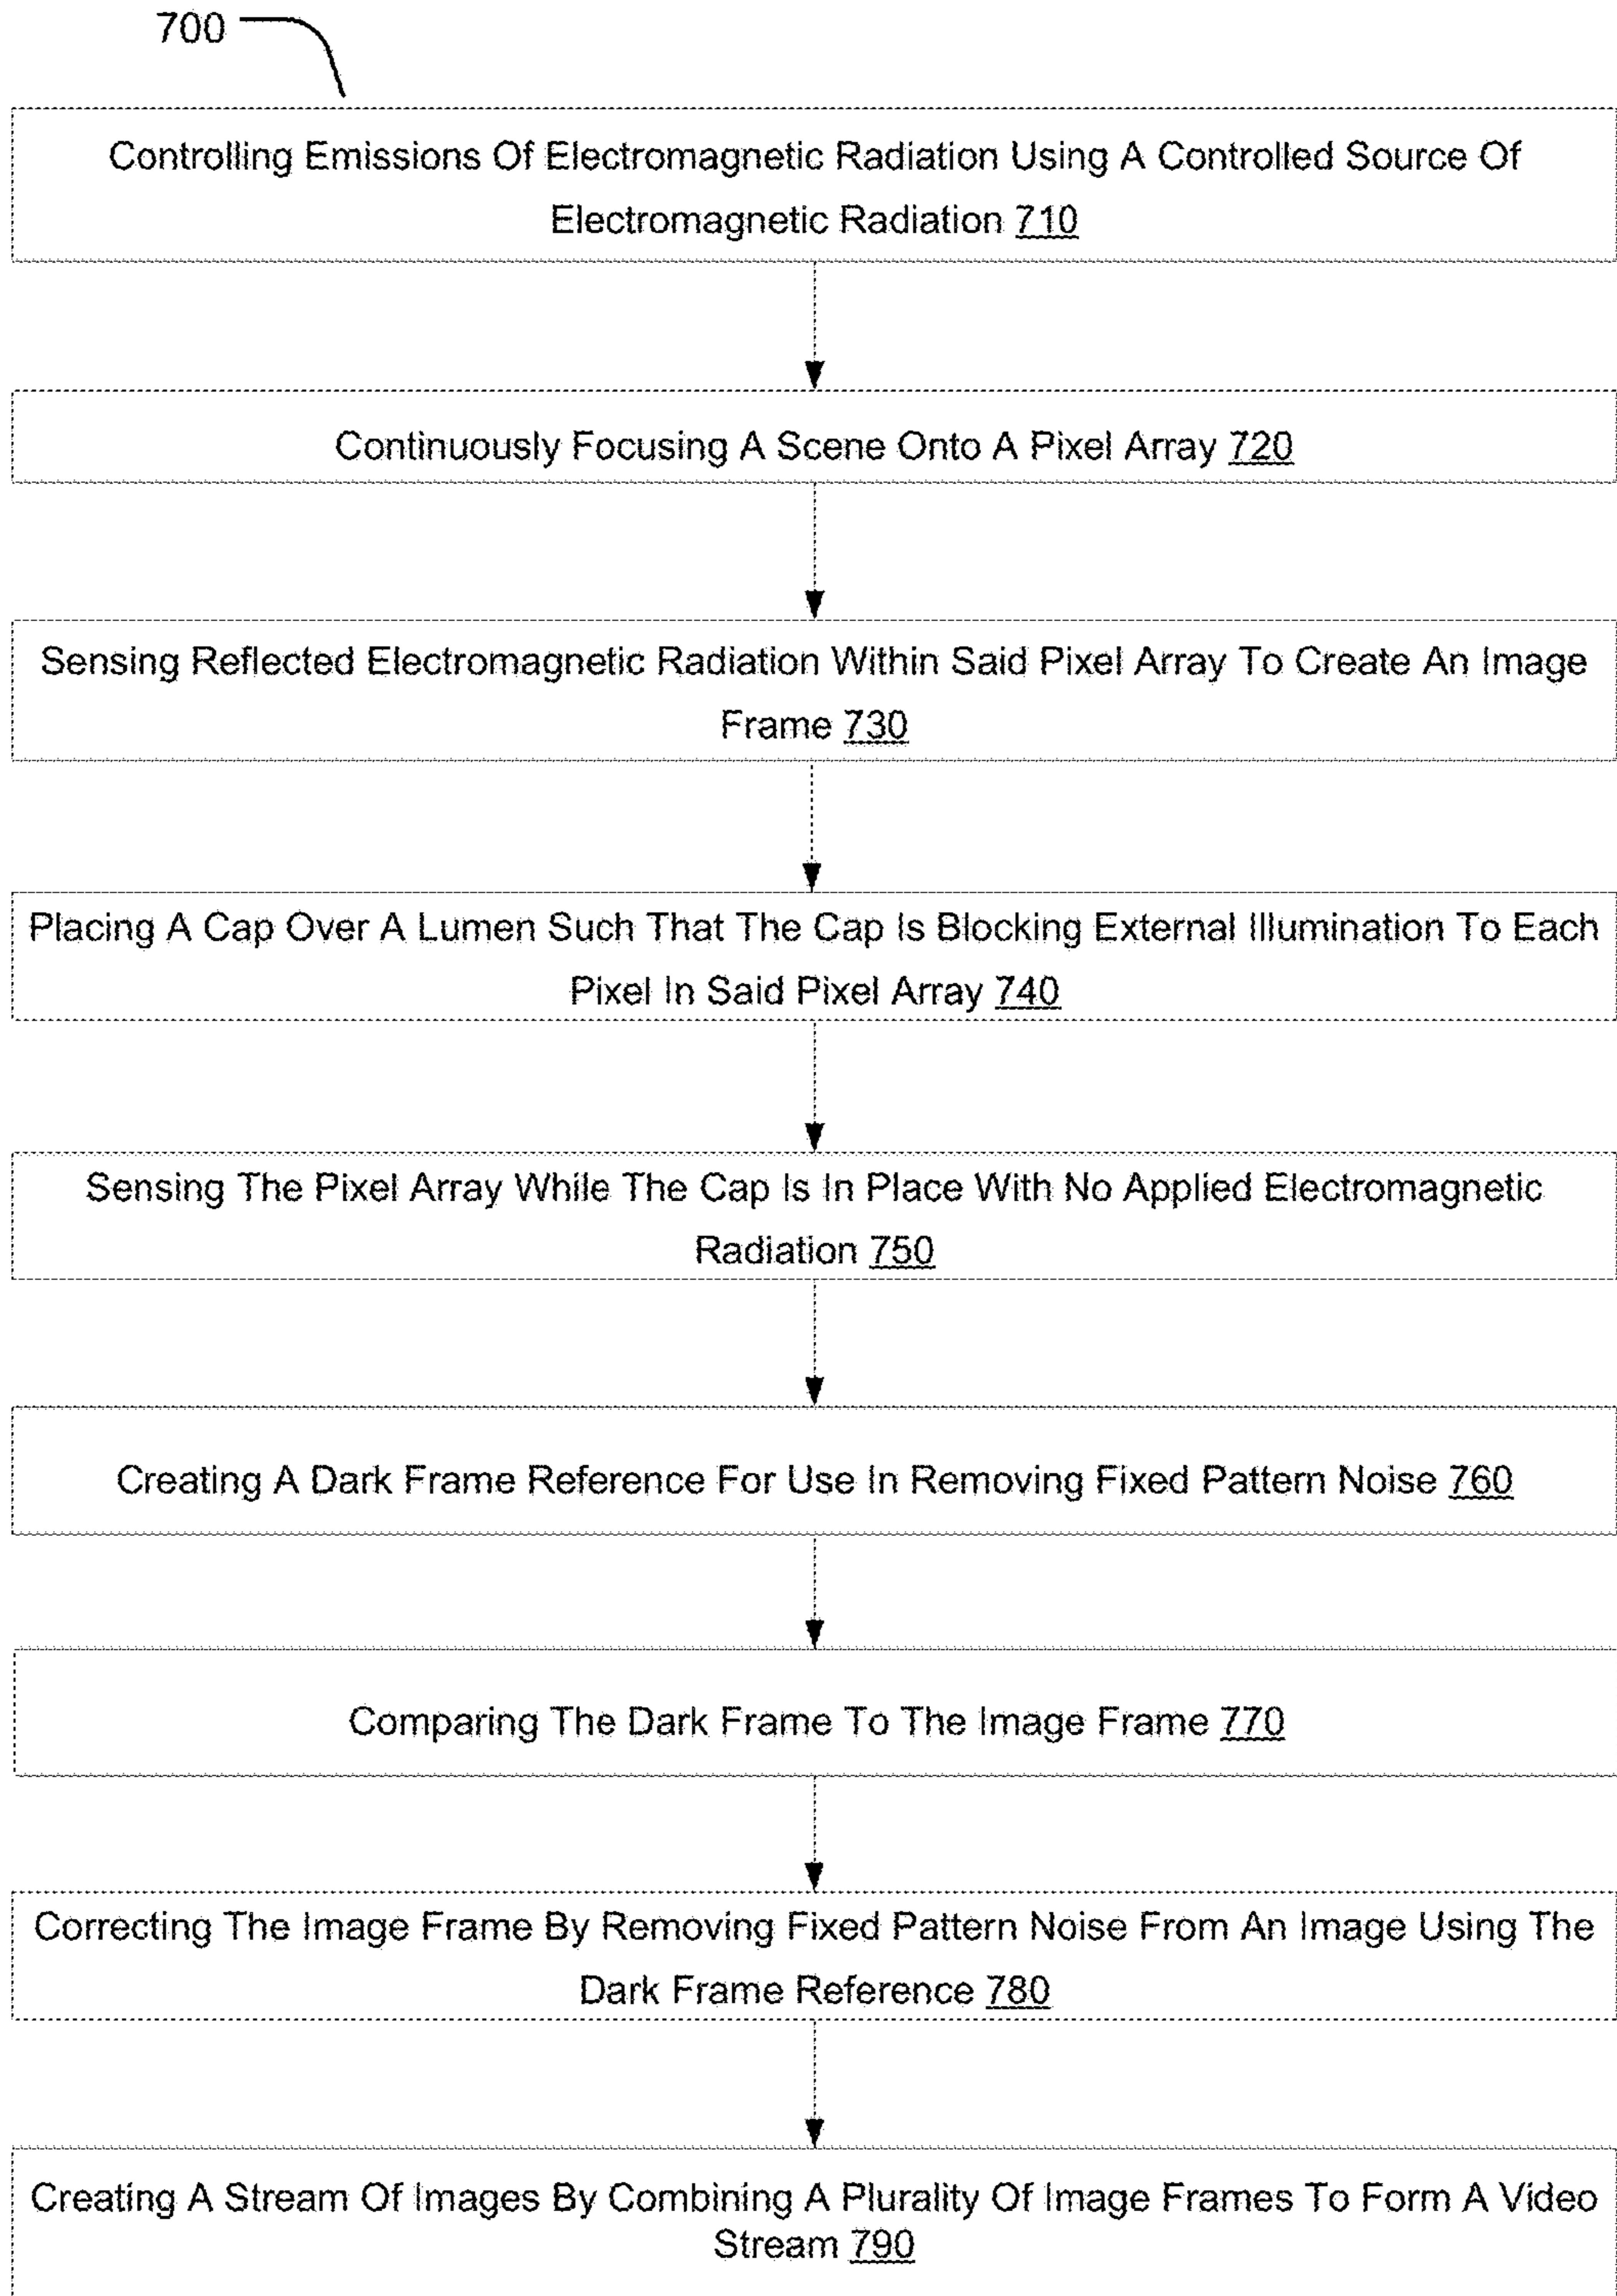 700
Controlling Emissions Of Electromagnetic Radiation Using A Controlled Source Of
Electromagnetic Radiation 710
Continuously Focusing A Scene Onto A Pixel Array 720
Sensing Reflected Electromagnetic Radiation Within Said Pixel Array To Create An Image
Frame 730
Placing A Cap Over A Lumen Such That The Cap Is Blocking External Illumination To Each
Pixel In Said Pixel Array 740
Sensing The Pixel Array While The Cap Is In Place With No Applied Electromagnetic
Radiation 750
Creating A Dark Frame Reference For Use In Removing Fixed Pattern Noise 760
Comparing The Dark Frame To The Image Frame 770
Correcting The Image Frame By Removing Fixed Pattern Noise From An Image Using The
Dark Frame Reference 780
Creating A Stream Of Images By Combining A Plurality Of Image Frames To Form A Video
Stream 790